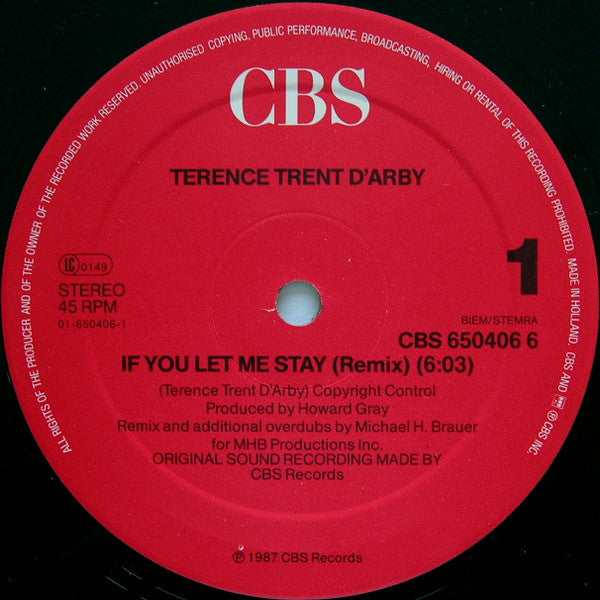 ALL RIGHTS OF THE PRODUCER AND OF THE OWNER OF THE RECORDED WORK RESERVED. UNAUTHORISED COPYING, PUBLIC PERFORMANCE, BROADCASTING, HIRING OR RENTAL OF THIS RECORDING PROHIBITED. MADE IN HOLLAND. CBS AND ℗ CBS INC.
CBS
TERENCE TRENT D'ARBY
1
LC 0149
STEREO
45 RPM
01-650406-1
BIEM/STEMRA
CBS 650406 6
IF YOU LET ME STAY (Remix) (6:03)
(Terence Trent D'Arby) Copyright Control
Produced by Howard Gray
Remix and additional overdubs by Michael H. Brauer
for MHB Productions Inc.
ORIGINAL SOUND RECORDING MADE BY
CBS Records
℗ 1987 CBS Records